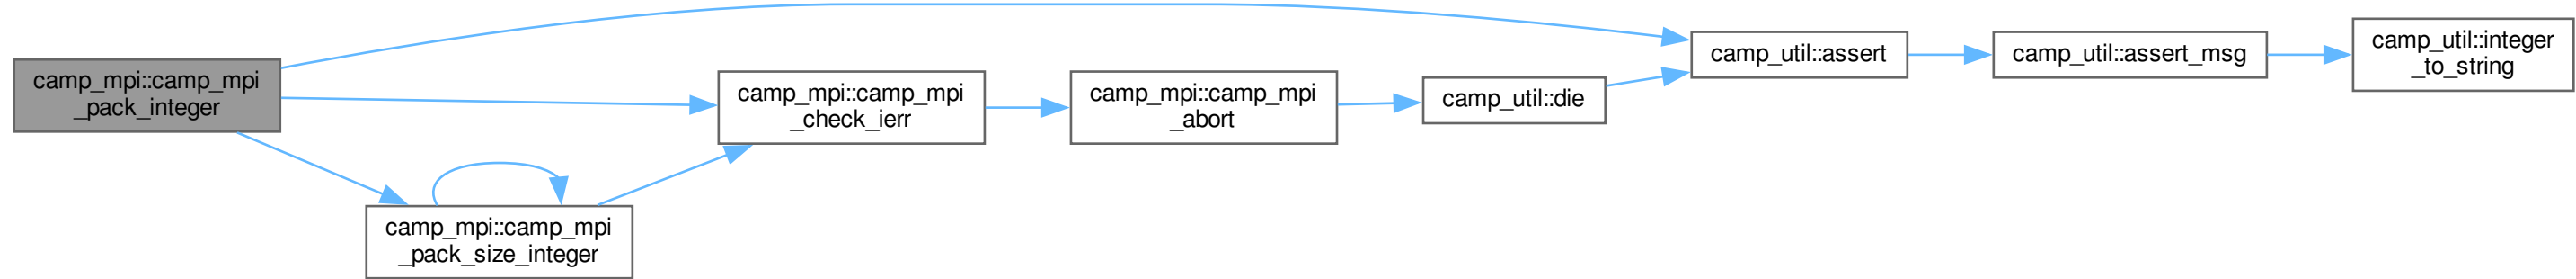 camp_mpi::camp_mpi
_pack_integer
camp_mpi::camp_mpi
_pack_size_integer
camp_mpi::camp_mpi
_check_ierr
camp_mpi::camp_mpi
_abort
camp_util::die
camp_util::assert
camp_util::assert_msg
camp_util::integer
_to_string